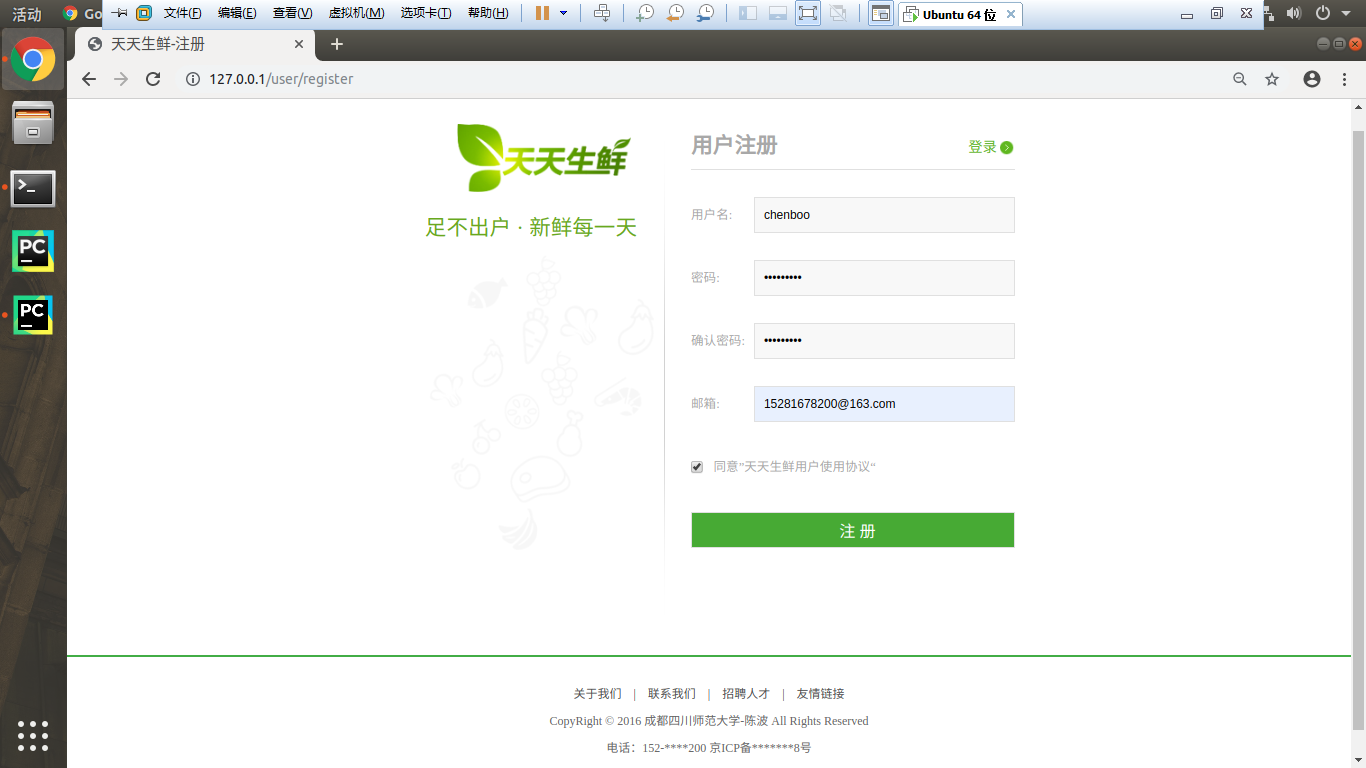 活动 Go 文件(F) 编辑(E) 查看(V) 虚拟机(M) 选项卡(T) 帮助(H) Ubuntu 64 位
天天生鲜-注册
127.0.0.1/user/register
天天生鲜
足不出户 · 新鲜每一天
用户注册 登录
用户名: chenboo
密码: •••••••••
确认密码: •••••••••
邮箱: 15281678200@163.com
同意”天天生鲜用户使用协议“
注 册
关于我们 | 联系我们 | 招聘人才 | 友情链接
CopyRight © 2016 成都四川师范大学-陈波 All Rights Reserved
电话：152-****200 京ICP备*******8号
PC
PC